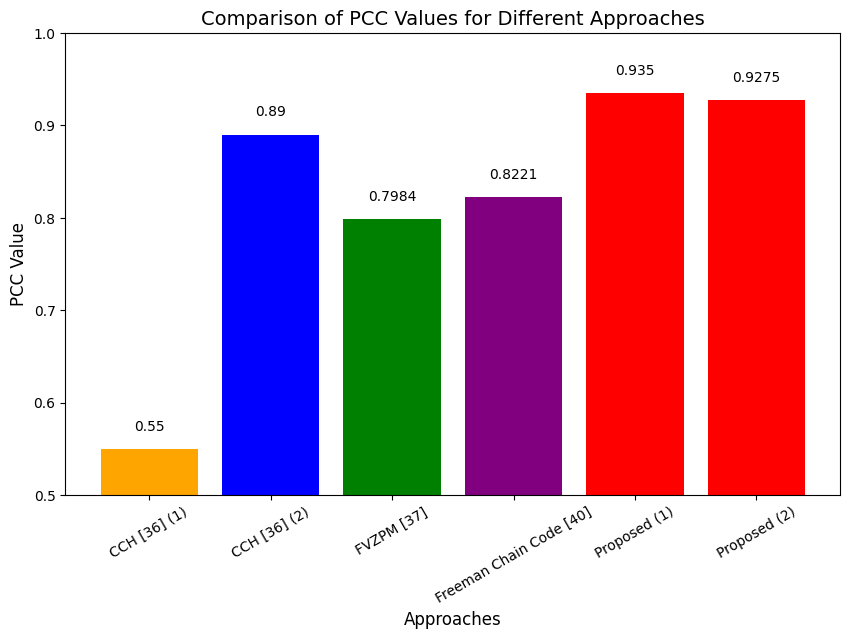 Comparison of PCC Values for Different Approaches
1.0
0.9
0.8
0.7
0.6
0.5
PCC Value
0.55
0.89
0.7984
0.8221
0.935
0.9275
CCH [36] (1)
CCH [36] (2)
FVZPM [37]
Freeman Chain Code [40]
Proposed (1)
Proposed (2)
Approaches